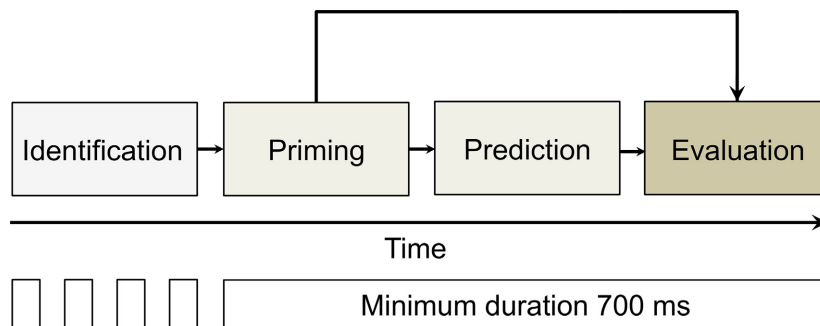 Identification Priming Prediction Evaluation
Time
Minimum duration 700 ms